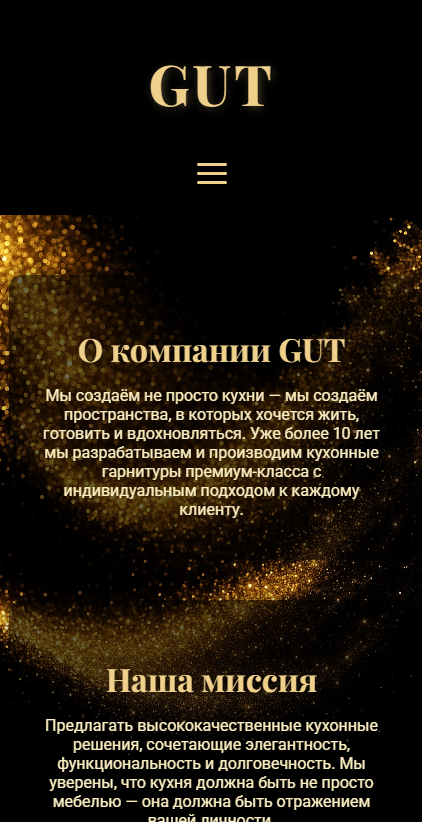 GUT
О компании GUT
Мы создаём не просто кухни — мы создаём
пространства, в которых хочется жить,
готовить и вдохновляться. Уже более 10 лет
мы разрабатываем и производим кухонные
гарнитуры премиум-класса с
индивидуальным подходом к каждому
клиенту.
Наша миссия
Предлагать высококачественные кухонные
решения, сочетающие элегантность,
функциональность и долговечность. Мы
уверены, что кухня должна быть не просто
мебелью — она должна быть отражением
вашей личности.